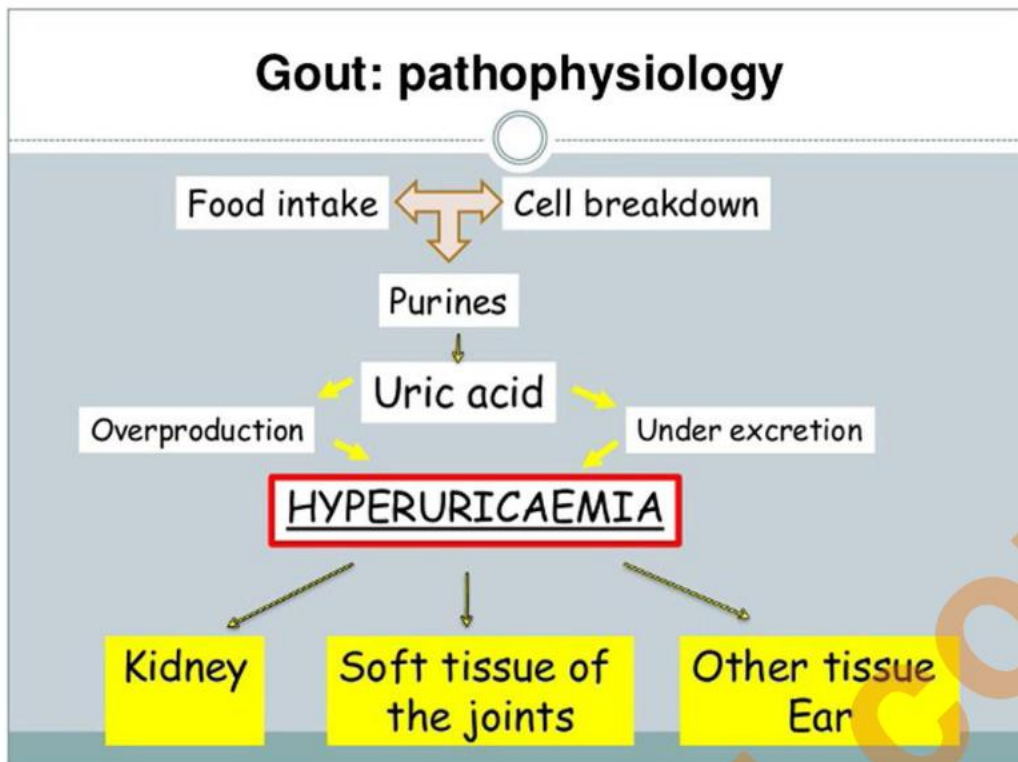 Gout: pathophysiology
Food intake
Cell breakdown
Purines
Uric acid
Overproduction
Under excretion
HYPERURICAEMIA
Kidney
Soft tissue of
the joints
Other tissue
Ear